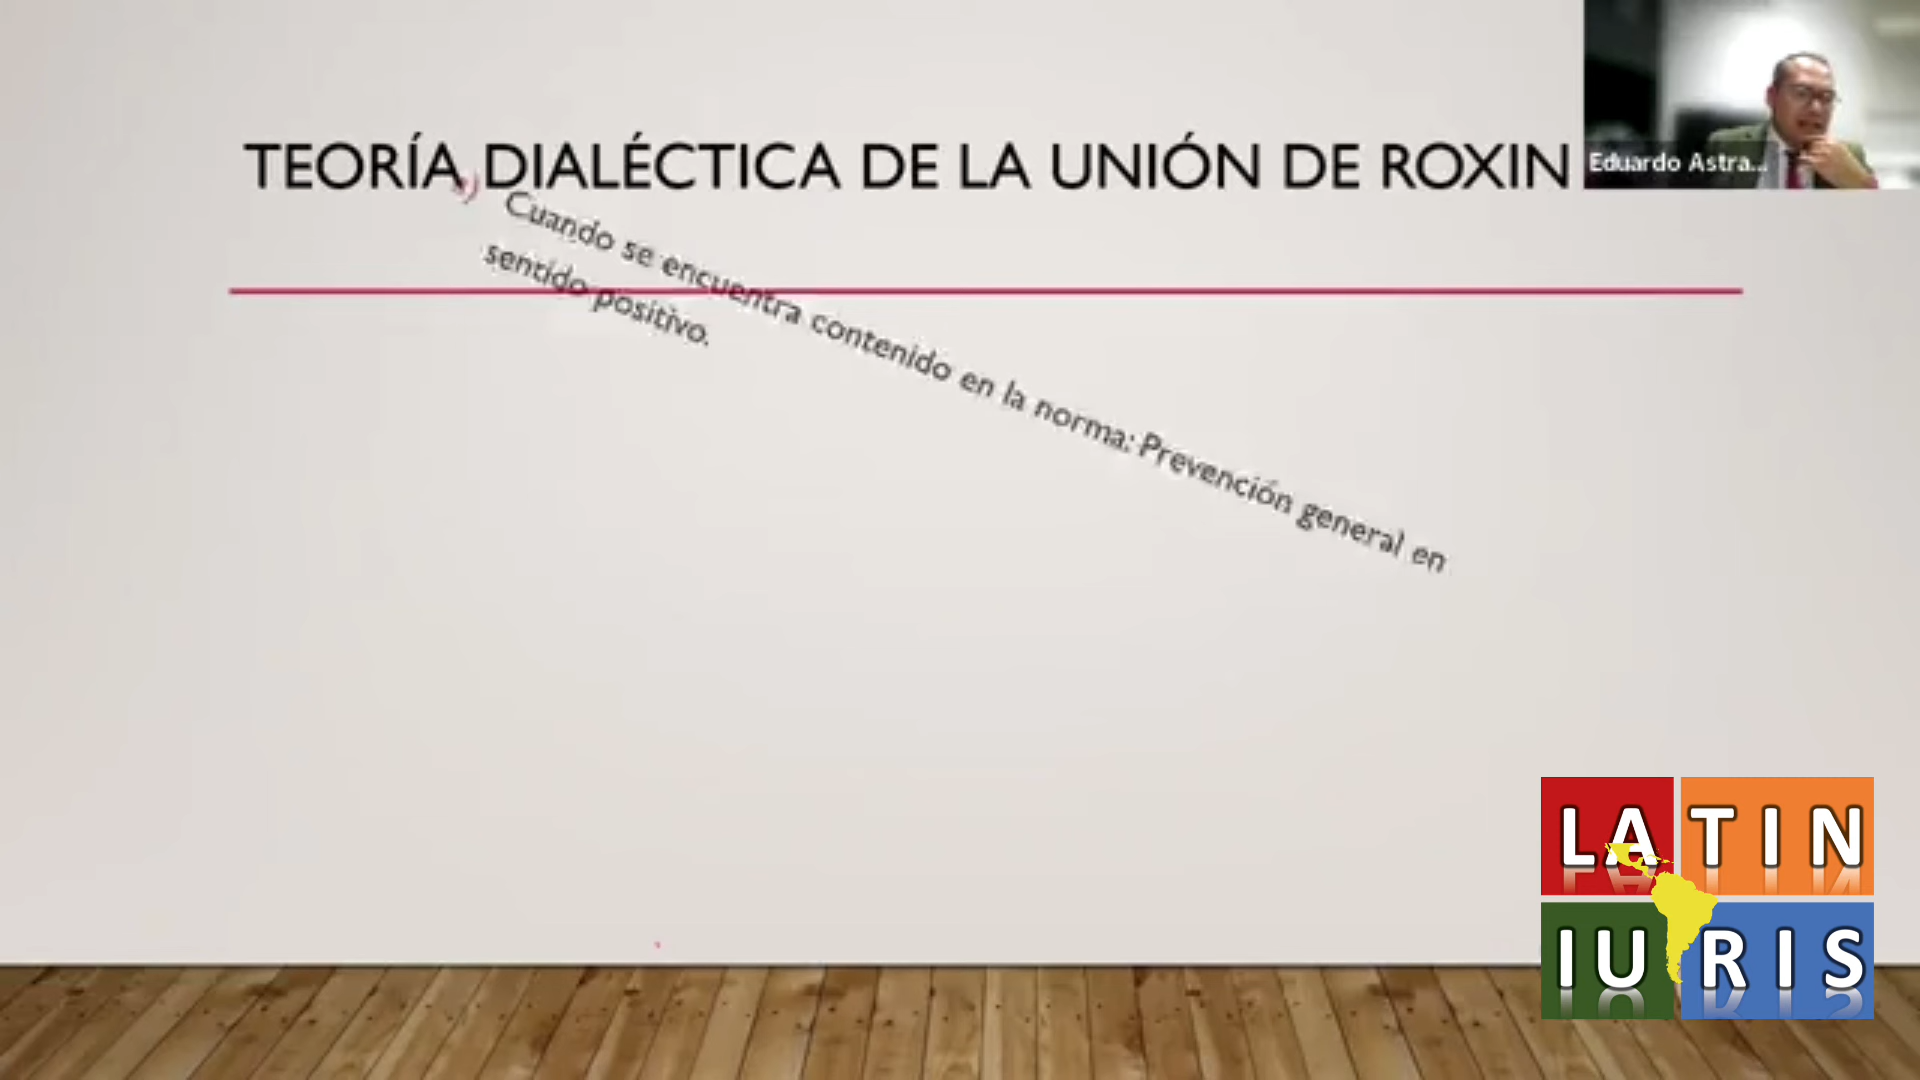 TEORÍA DIALÉCTICA DE LA UNIÓN DE ROXIN
Eduardo Astra...
Cuando se encuentra contenido en la norma: Prevención general en
sentido positivo.
LATIN
IURIS